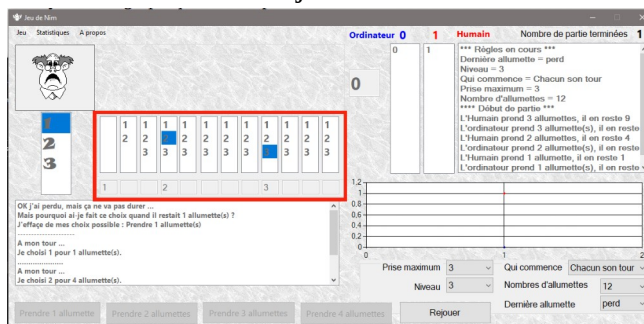 Jeu de Nim
Jeu Statistiques A propos
Ordinateur 0 1 Humain Nombre de partie terminées 1
0 1
0
*** Règles en cours ***
Dernière allumette = perd
Niveau = 3
Qui commence = Chacun son tour
Prise maximum = 3
Nombre d'allumettes = 12
**** Début de partie ***
L'Humain prend 3 allumettes, il en reste 9
L'ordinateur prend 3 allumette(s), il en reste
L'Humain prend 2 allumettes, il en reste 4
L'ordinateur prend 2 allumette(s), il en reste
L'Humain prend 1 allumette, il en reste 1
L'ordinateur prend 1 allumette(s), il en reste
1
2
3
1 1 1 1 1 1 1 1 1
2 2 2 2 2 2 2 2 2
3 3 3 3 3 3 3 3
1 2 3
OK j'ai perdu, mais ça ne va pas durer ...
Mais pourquoi ai-je fait ce choix quand il restait 1 allumette(s) ?
J'effaçe de mes choix possible : Prendre 1 allumette(s)
.......................
A mon tour ...
Je choisi 1 pour 1 allumette(s).
.......................
A mon tour ...
Je choisi 2 pour 4 allumette(s).
1,2
1
0,8
0,6
0,4
0,2
0
0 1 2
Prise maximum 3 Qui commence Chacun son tour
Niveau 3 Nombres d'allumettes 12
Dernière allumette perd
Prendre 1 allumette Prendre 2 allumettes Prendre 3 allumettes Prendre 4 allumettes Rejouer